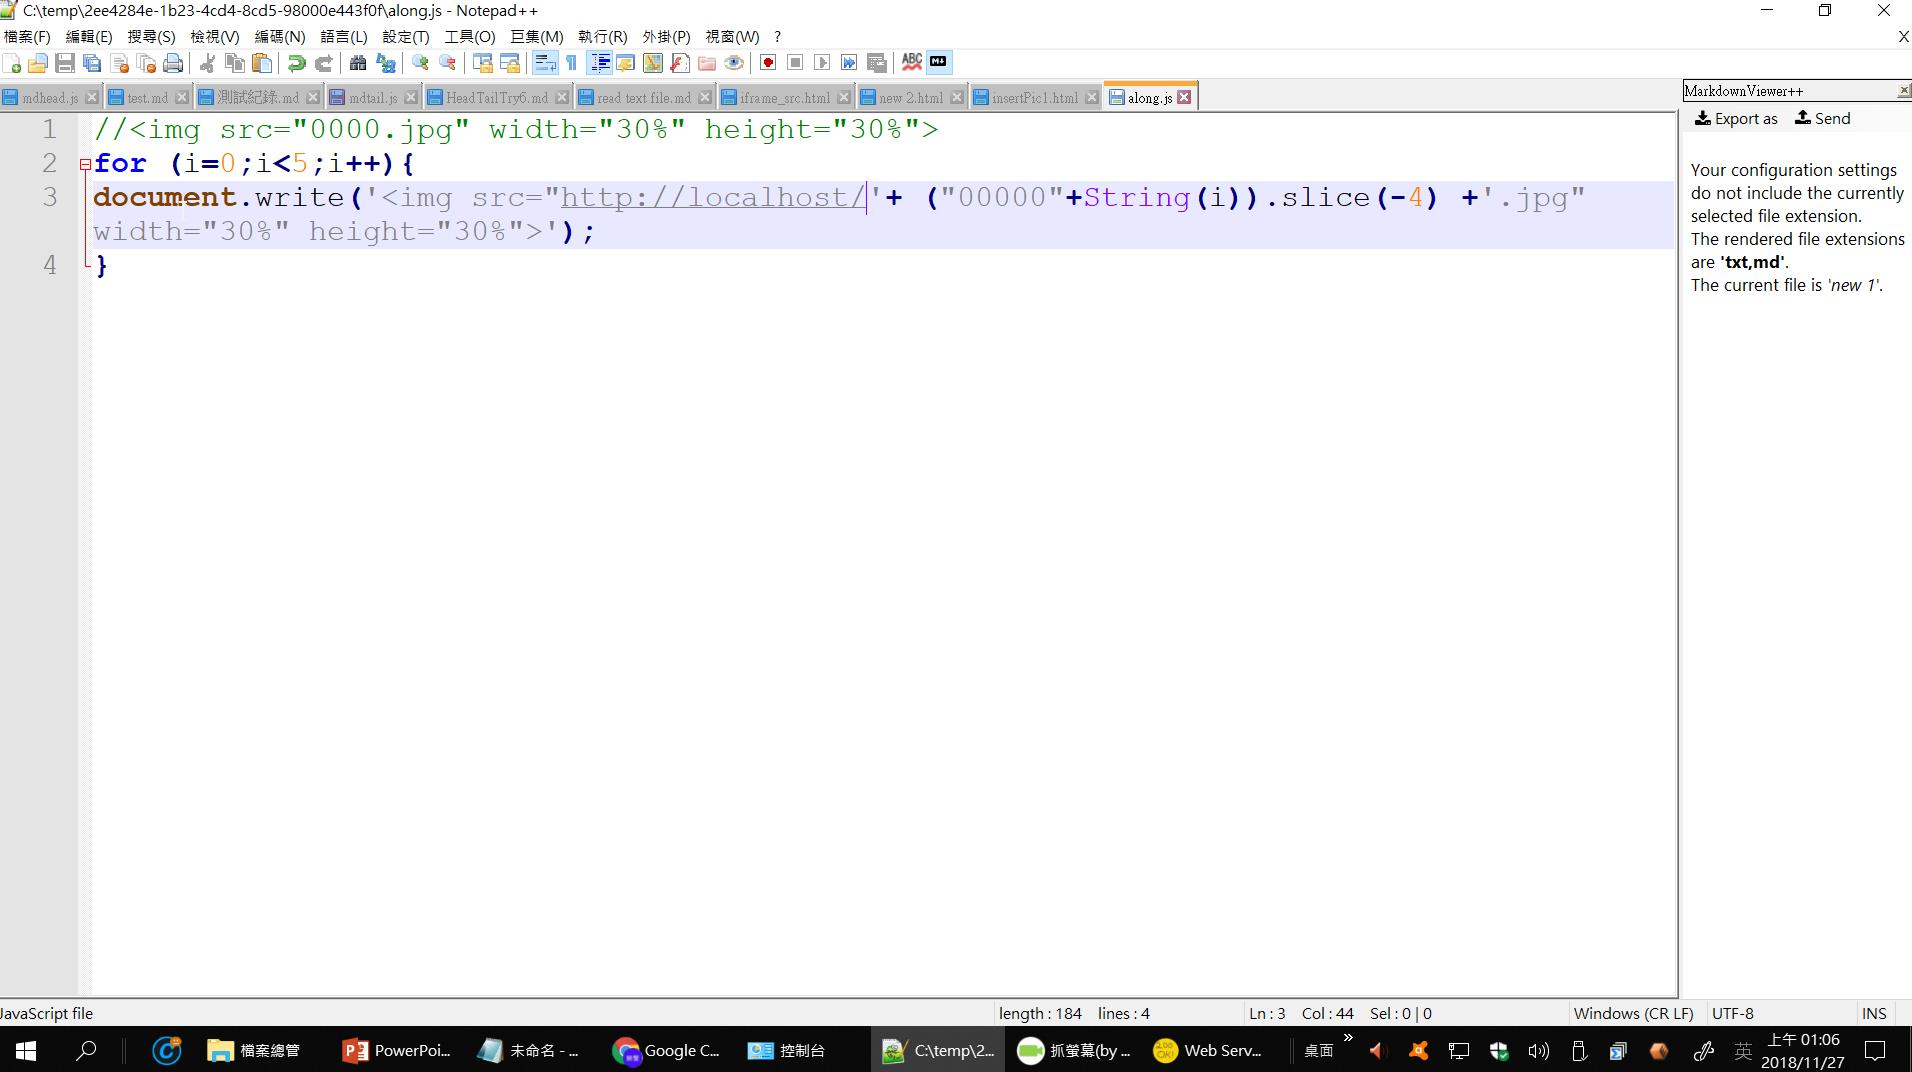 C:\temp\2ee4284e-1b23-4cd4-8cd5-98000e443f0f\along.js - Notepad++
檔案(F) 編輯(E) 搜尋(S) 檢視(V) 編碼(N) 語言(L) 設定(T) 工具(O) 巨集(M) 執行(R) 外掛(P) 視窗(W) ? X
ABC M
mdhead.js test.md 測試紀錄.md mdtail.js HeadTailTry6.md read text file.md iframe_src.html new 2.html insertPic1.html along.js
MarkdownViewer++
Export as Send
1 //<img src="0000.jpg" width="30%" height="30%">
2 for (i=0;i<5;i++){
3 document.write('<img src="http://localhost/'+ ("00000"+String(i)).slice(-4) +'.jpg"
width="30%" height="30%">');
4 }
Your configuration settings
do not include the currently
selected file extension.
The rendered file extensions
are 'txt,md'.
The current file is 'new 1'.
JavaScript file length : 184 lines : 4 Ln : 3 Col : 44 Sel : 0 | 0 Windows (CR LF) UTF-8 INS
檔案總管 PowerPoi... 未命名 - ... Google C... 控制台 C:\temp\2... 抓螢幕(by ... Web Serv... 桌面 英 上午 01:06
2018/11/27